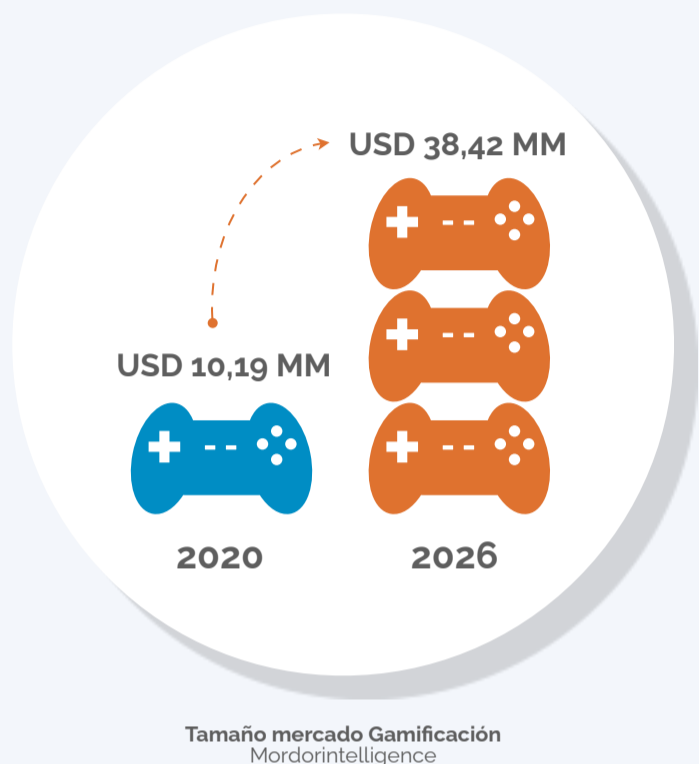 USD 38,42 MM
USD 10,19 MM
2020
2026
Tamaño mercado Gamificación
Mordorintelligence